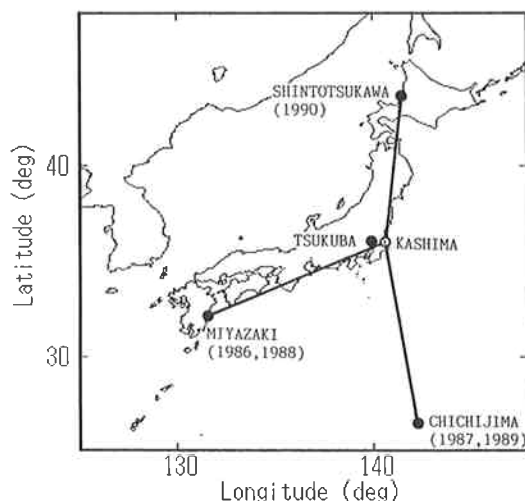 SHINTOTSUKAWA
(1990)
40
Latitude (deg)
TSUKUBA
KASHIMA
MIYAZAKI
(1986,1988)
30
CHICHIJIMA
(1987,1989)
130
140
Longitude (deg)